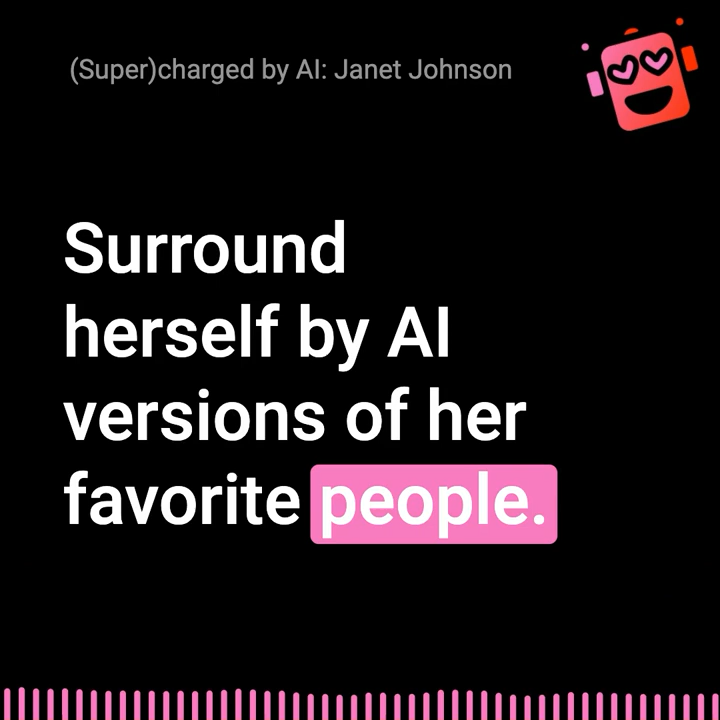 (Super)charged by AI: Janet Johnson
Surround
herself by AI
versions of her
favorite people.